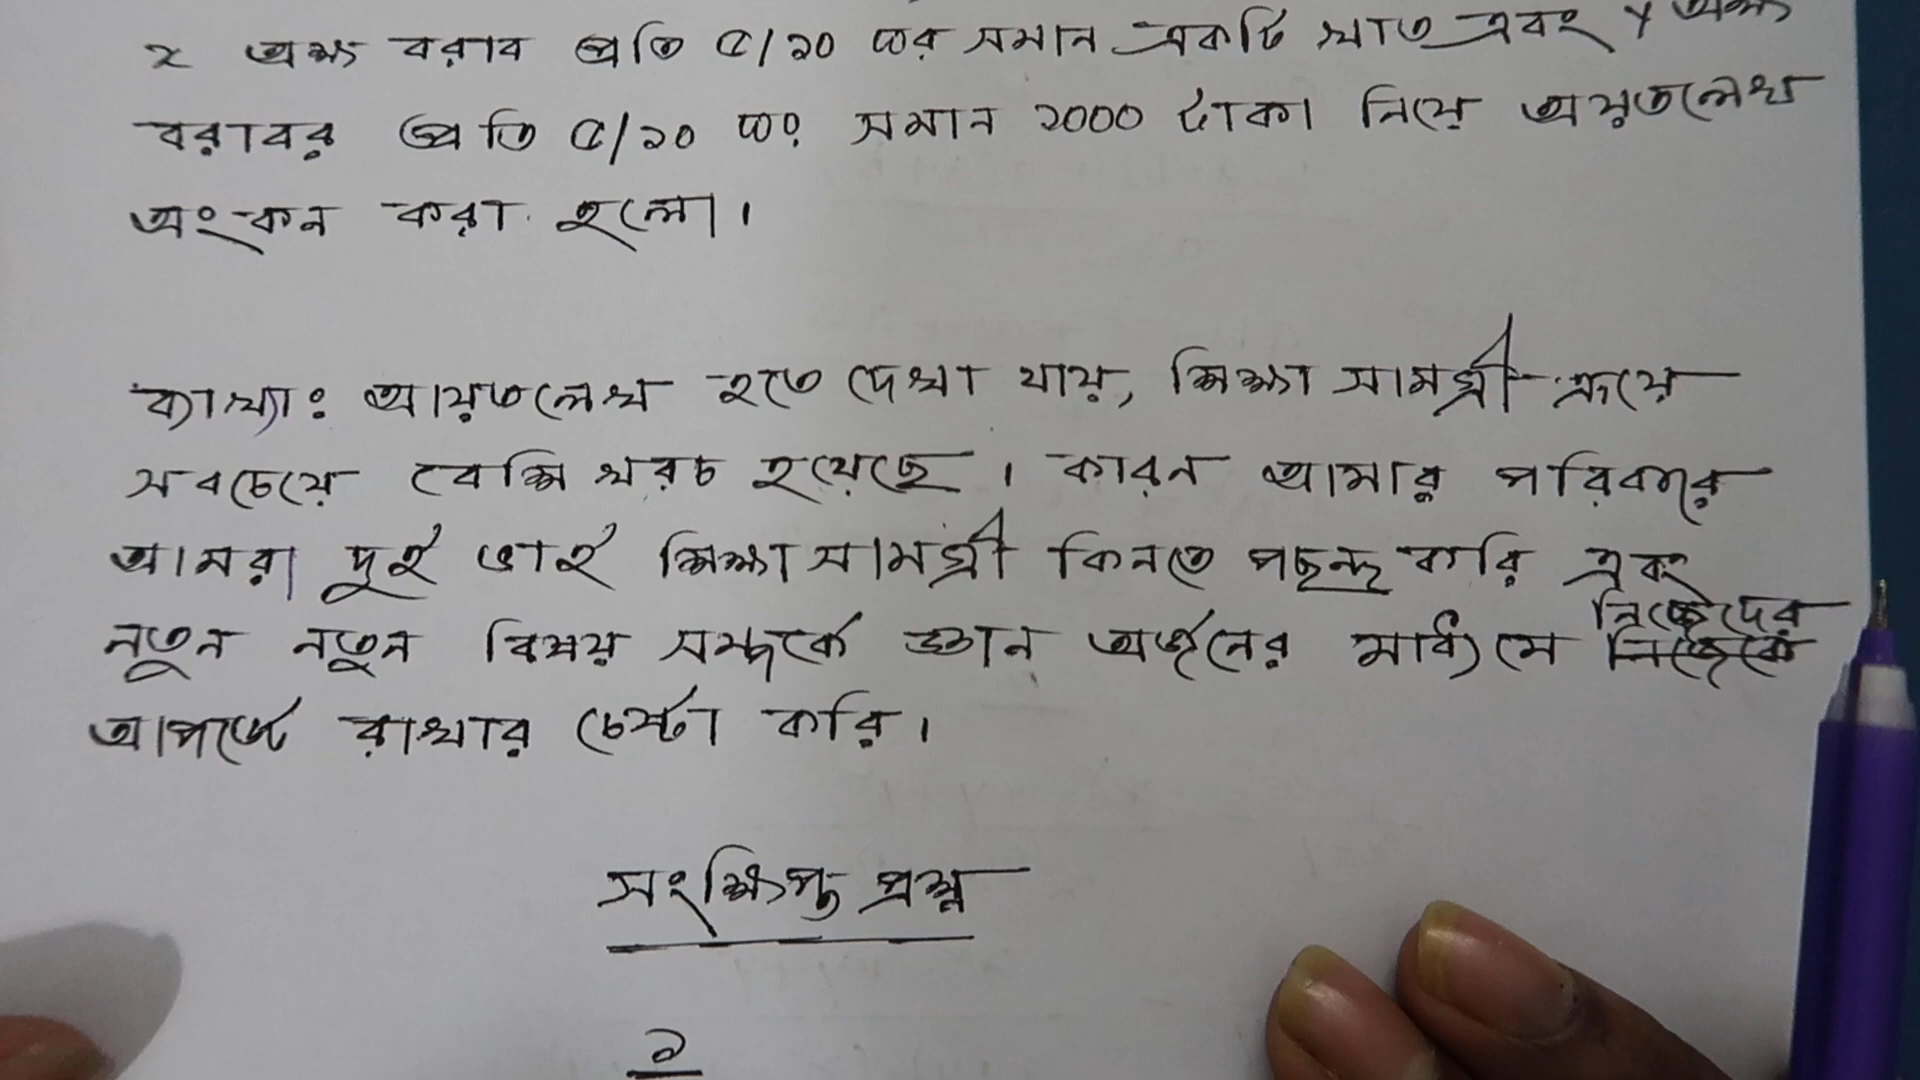 x অক্ষ বরাব প্রতি ৫/১০ ঘর সমান একটি খাত এবং Y অক্ষ
বরাবর প্রতি ৫/১০ ঘর সমান ২000 টাকা নিয়ে আয়তলেখ
অংকন করা হলো।
ব্যাখ্যাঃ আয়তলেখ হতে দেখা যায়, শিক্ষা সামগ্রী ক্রয়ে
সবচেয়ে বেশি খরচ হয়েছে। কারন আমার পরিবারে
আমরা দুই ভাই শিক্ষা সামগ্রী কিনতে পছন্দ করি এবং
নতুন নতুন বিষয় সম্পর্কে জ্ঞান অর্জনের মাধ্যমে নিজেদের
আপডেট রাখার চেষ্টা করি।
সংক্ষিপ্ত প্রশ্ন
১